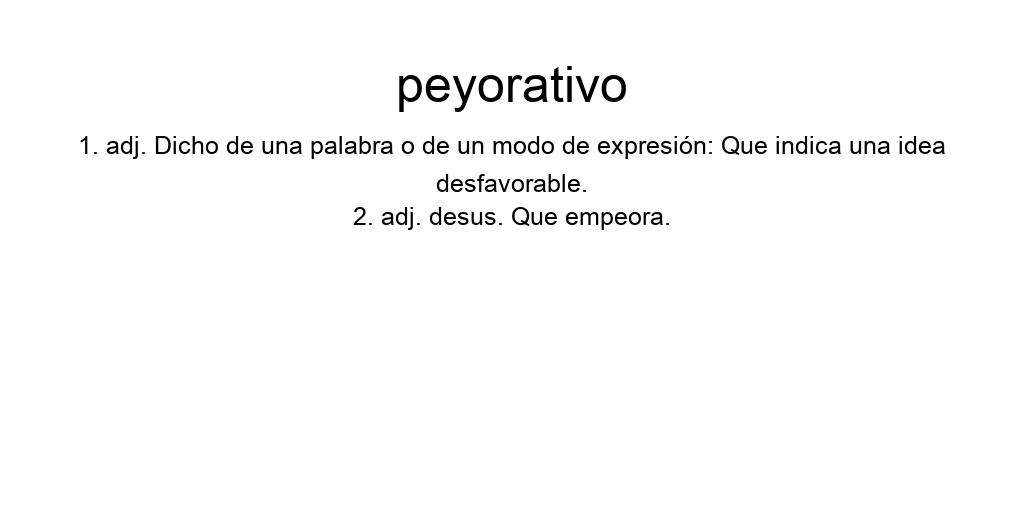 peyorativo
1. adj. Dicho de una palabra o de un modo de expresión: Que indica una idea
desfavorable.
2. adj. desus. Que empeora.